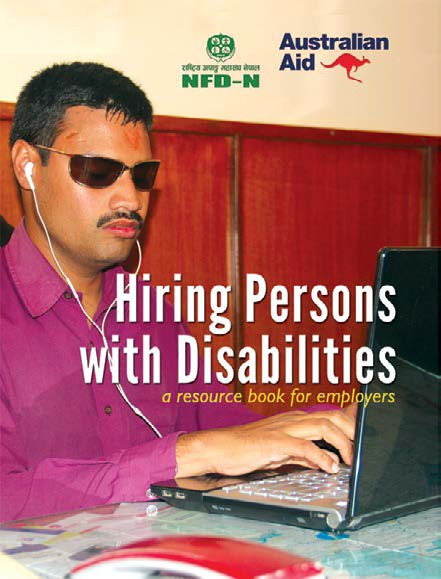 राष्ट्रिय अपाङ्ग महासंघ नेपाल
NFD-N
Australian
Aid
Hiring Persons
with Disabilities
a resource book for employers